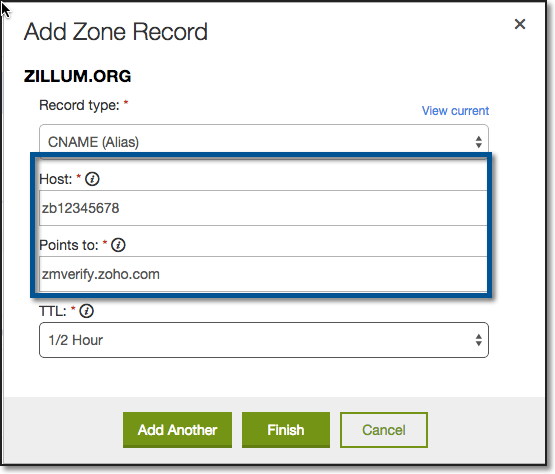 Add Zone Record
×
ZILLUM.ORG
Record type: *
View current
CNAME (Alias)
Host: * i
zb12345678
Points to: * i
zmverify.zoho.com
TTL: * i
1/2 Hour
Add Another
Finish
Cancel